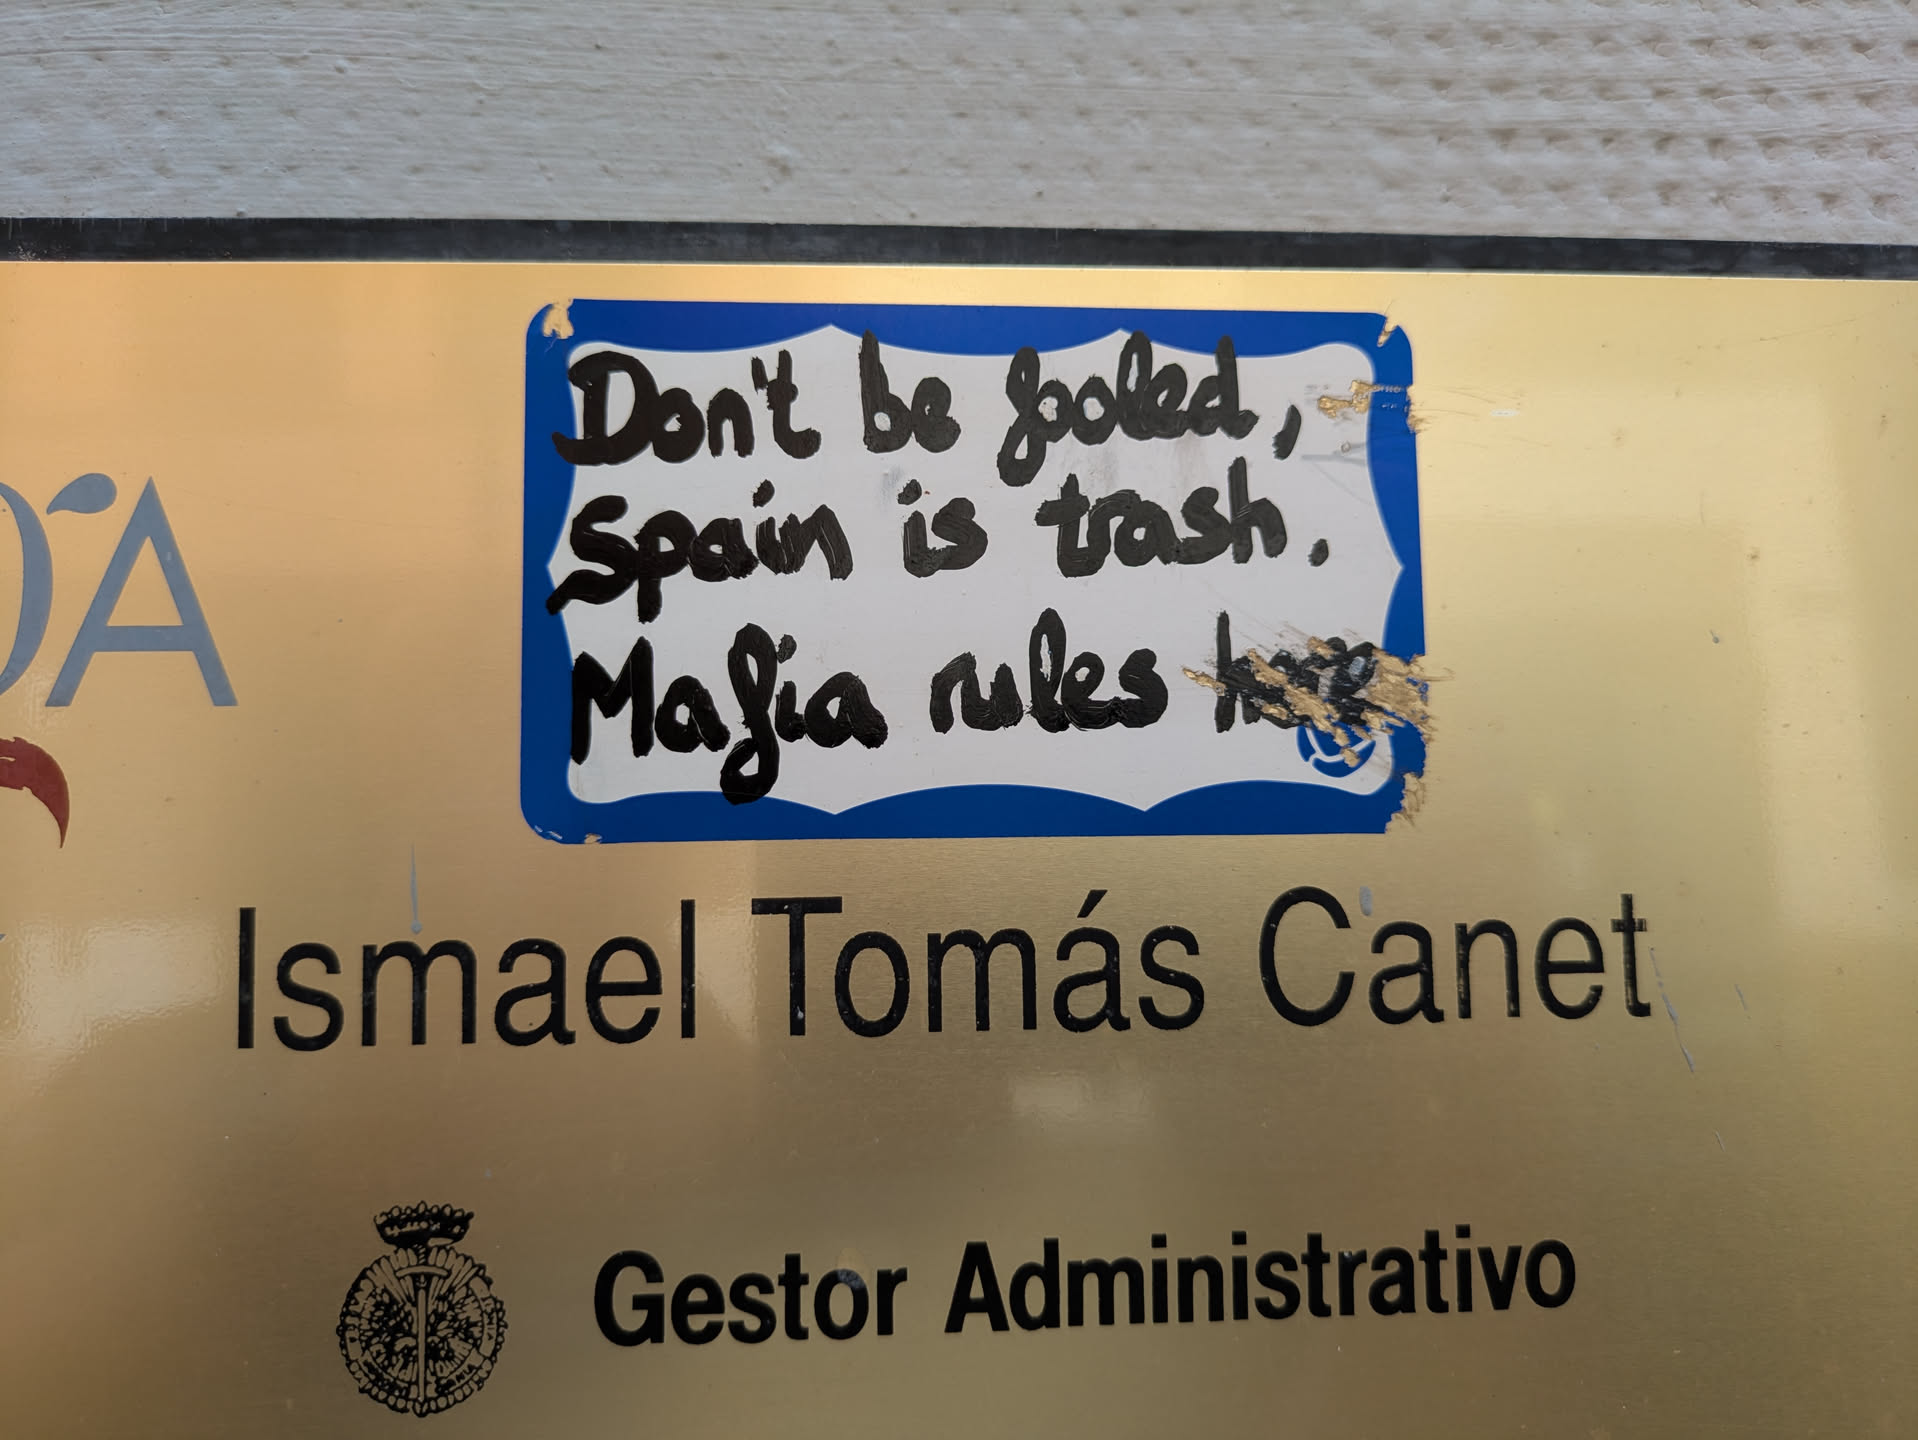 Don't be fooled,
spain is trash.
Mafia rules
Ismael Tomás Canet
Gestor Administrativo